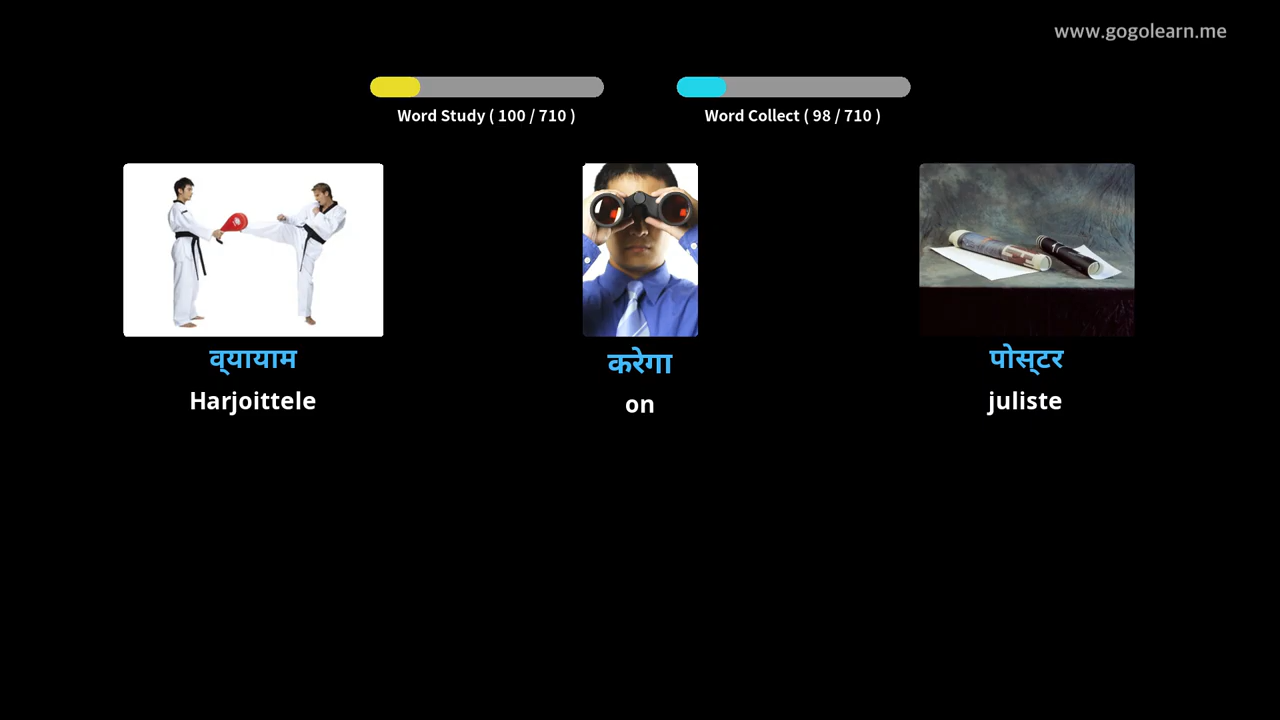 www.gogolearn.me
Word Study ( 100 / 710 )
Word Collect ( 98 / 710 )
व्यायाम
Harjoittele
करेगा
on
पोस्टर
juliste